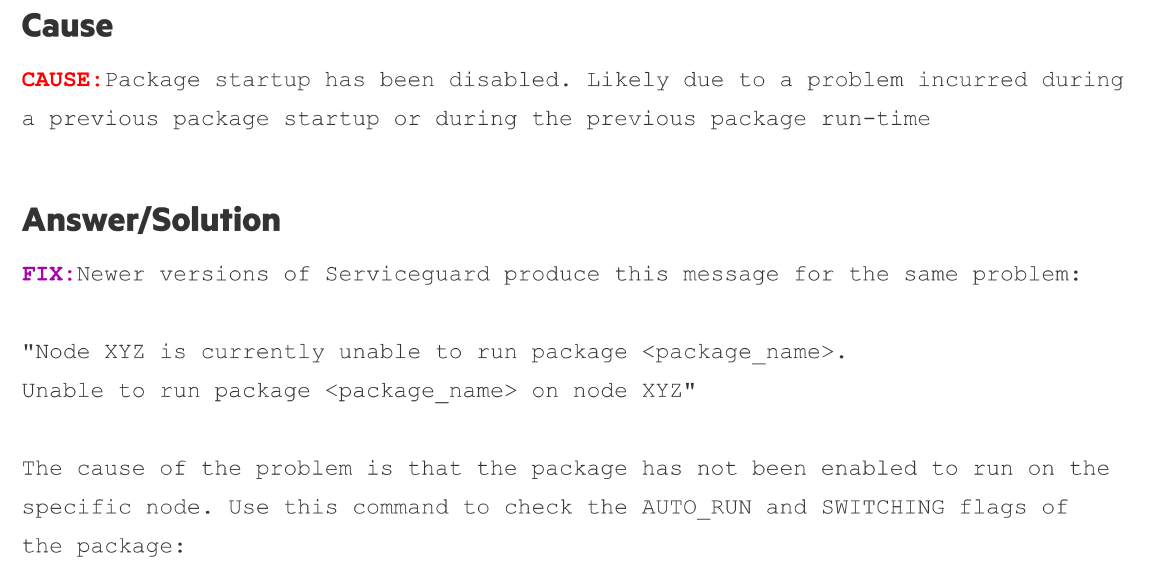 Cause
CAUSE:Package startup has been disabled. Likely due to a problem incurred during
a previous package startup or during the previous package run-time
Answer/Solution
FIX:Newer versions of Serviceguard produce this message for the same problem:
"Node XYZ is currently unable to run package <package_name>.
Unable to run package <package_name> on node XYZ"
The cause of the problem is that the package has not been enabled to run on the
specific node. Use this command to check the AUTO_RUN and SWITCHING flags of
the package: